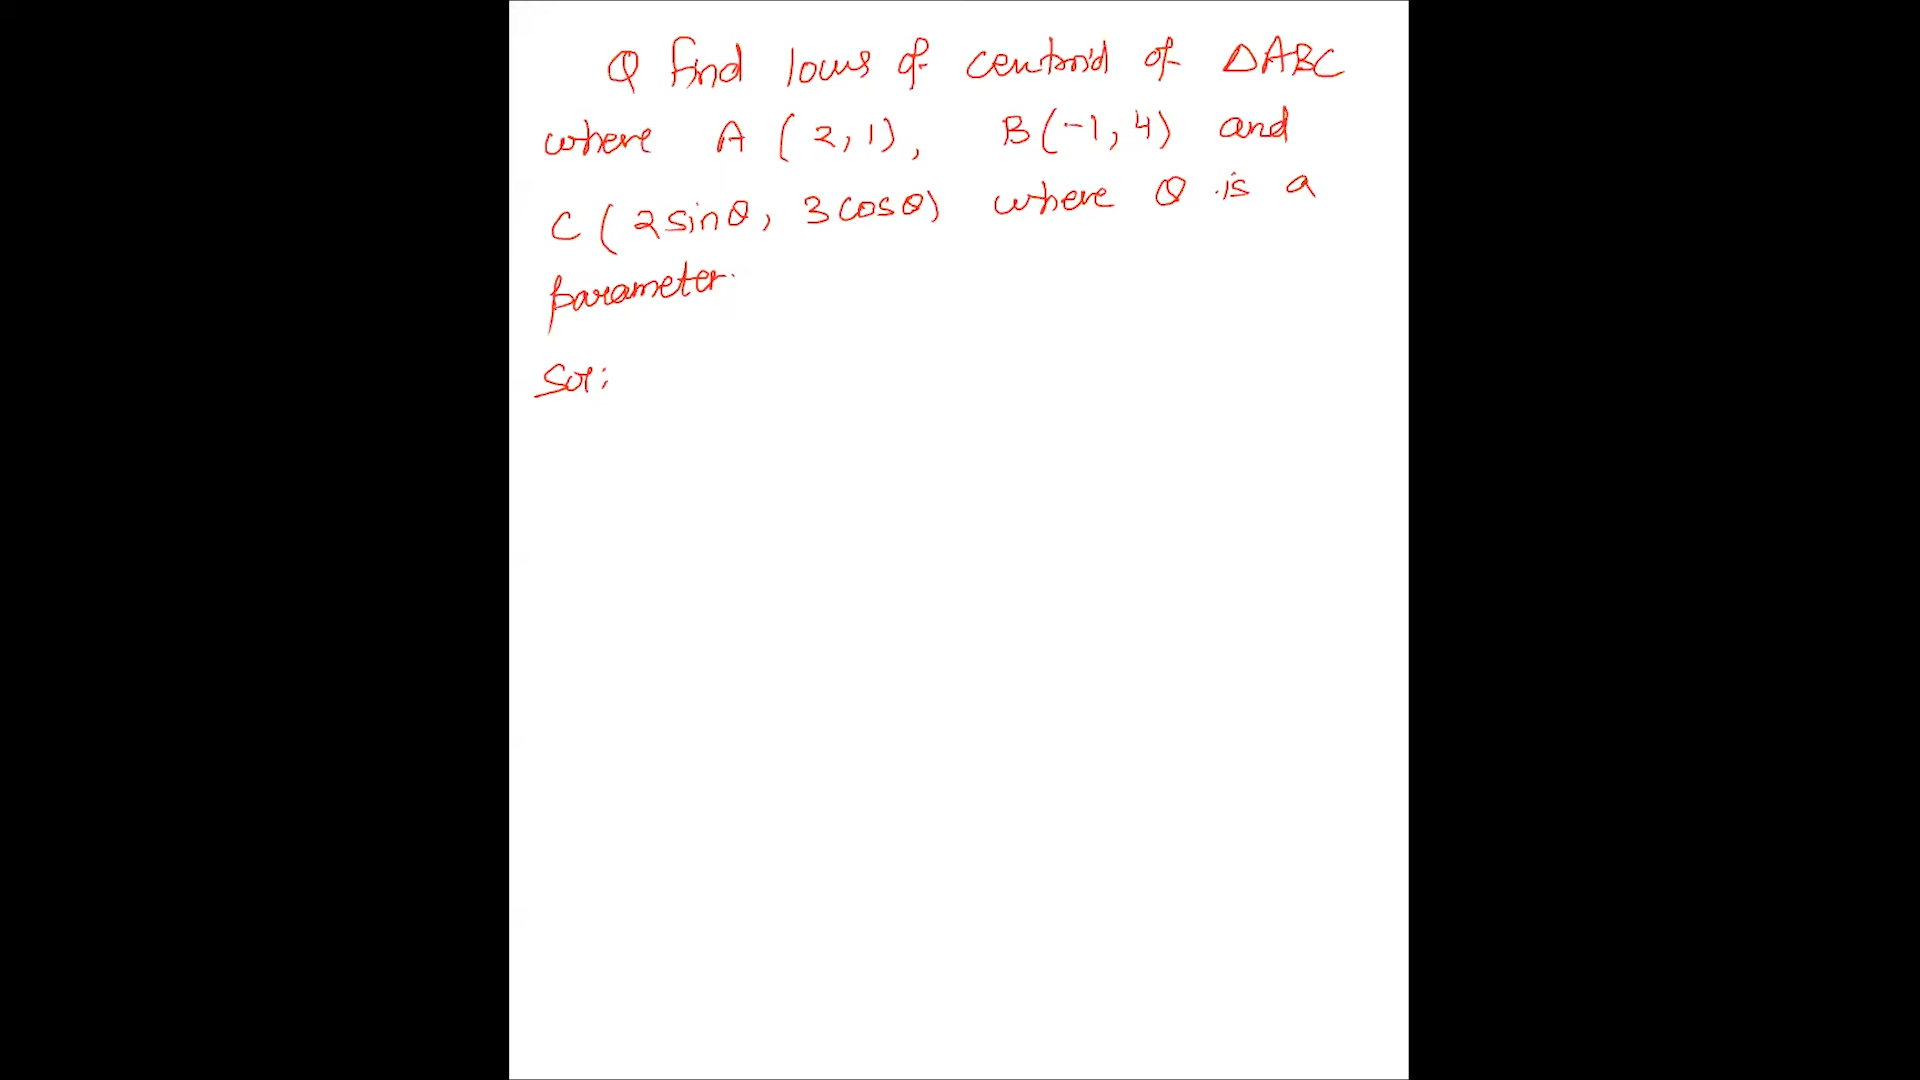 Q Find locus of centroid of ΔABC
where A (2,1), B(-1,4) and
C (2sinθ, 3cosθ) where θ is a
parameter.
Sol: